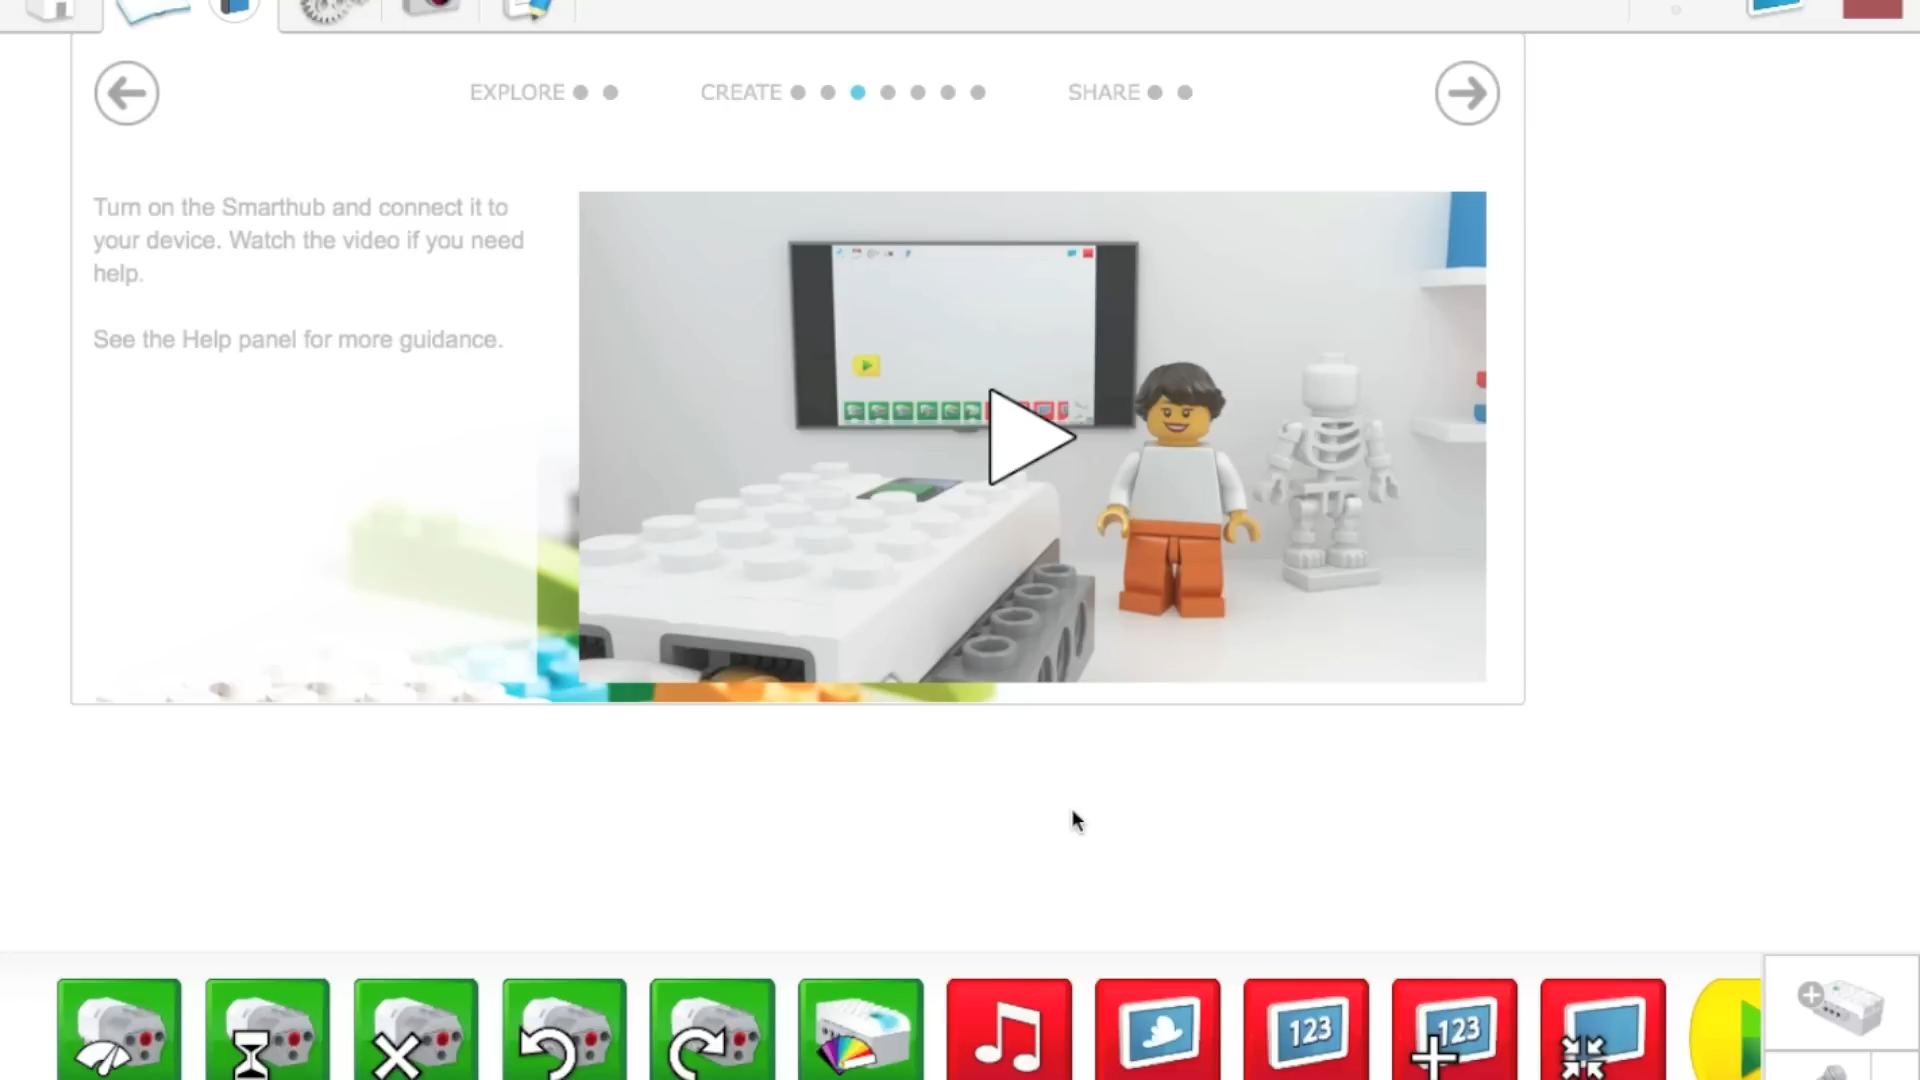 EXPLORE CREATE SHARE
Turn on the Smarthub and connect it to
your device. Watch the video if you need
help.
See the Help panel for more guidance.
123 123